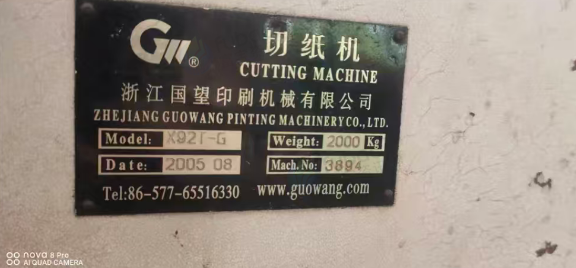 GW®
切纸机
CUTTING MACHINE
浙江国望印刷机械有限公司
ZHEJIANG GUOWANG PINTING MACHINERY CO., LTD.
Model: K92T-G Weight: 2000 Kg
Date: 2005 08 Mach.No: 3894
Tel:86-577-65516330 www.guowang.com
nova 8 Pro
AI QUAD CAMERA